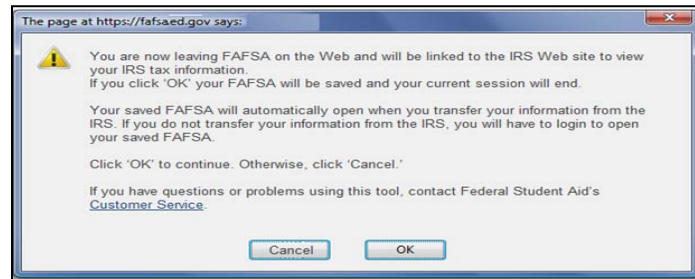 The page at https://fafsa.ed.gov says:
You are now leaving FAFSA on the Web and will be linked to the IRS Web site to view
your IRS tax information.
If you click 'OK' your FAFSA will be saved and your current session will end.
Your saved FAFSA will automatically open when you transfer your information from the
IRS. If you do not transfer your information from the IRS, you will have to login to open
your saved FAFSA.
Click 'OK' to continue. Otherwise, click 'Cancel.'
If you have questions or problems using this tool, contact Federal Student Aid's
Customer Service.
Cancel OK